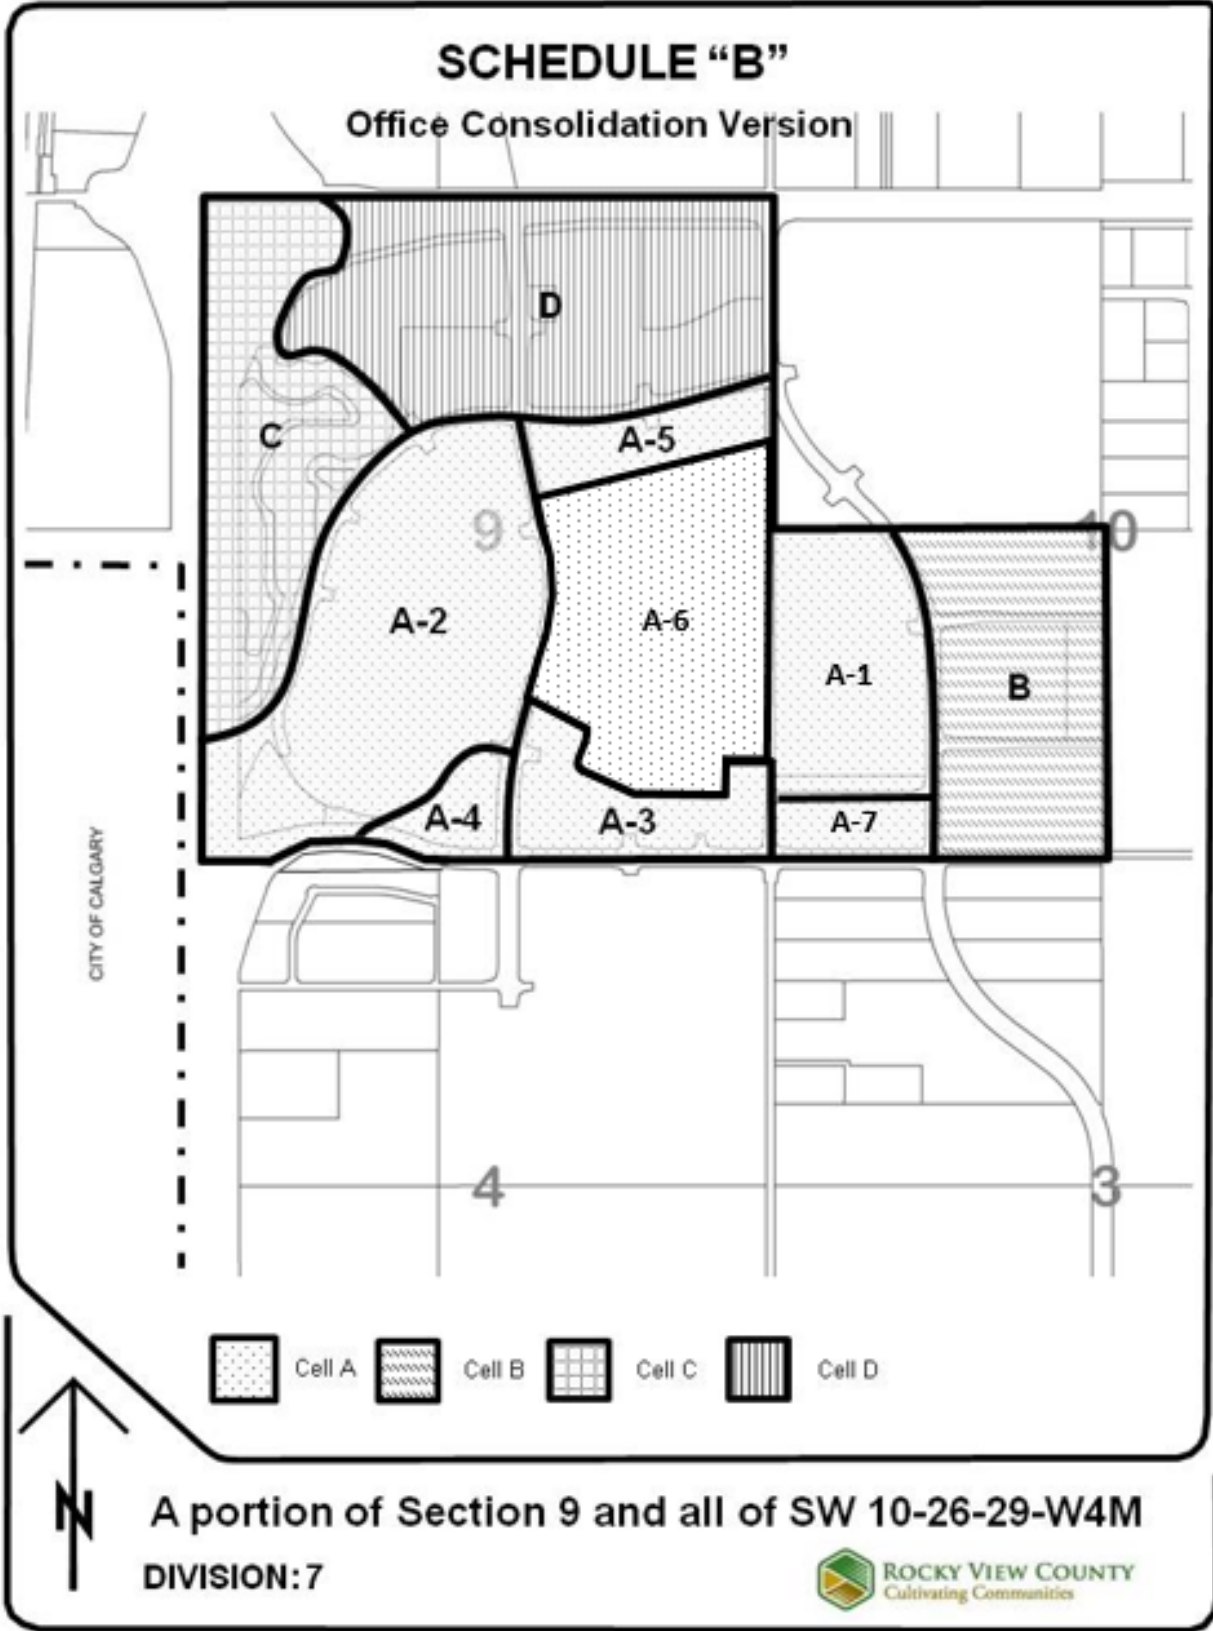 SCHEDULE “B”
Office Consolidation Version
D
C
A-5
9
10
A-2
A-6
A-1
B
A-4
A-3
A-7
CITY OF CALGARY
4
3
Cell A
Cell B
Cell C
Cell D
N
A portion of Section 9 and all of SW 10-26-29-W4M
DIVISION: 7
ROCKY VIEW COUNTY
Cultivating Communities